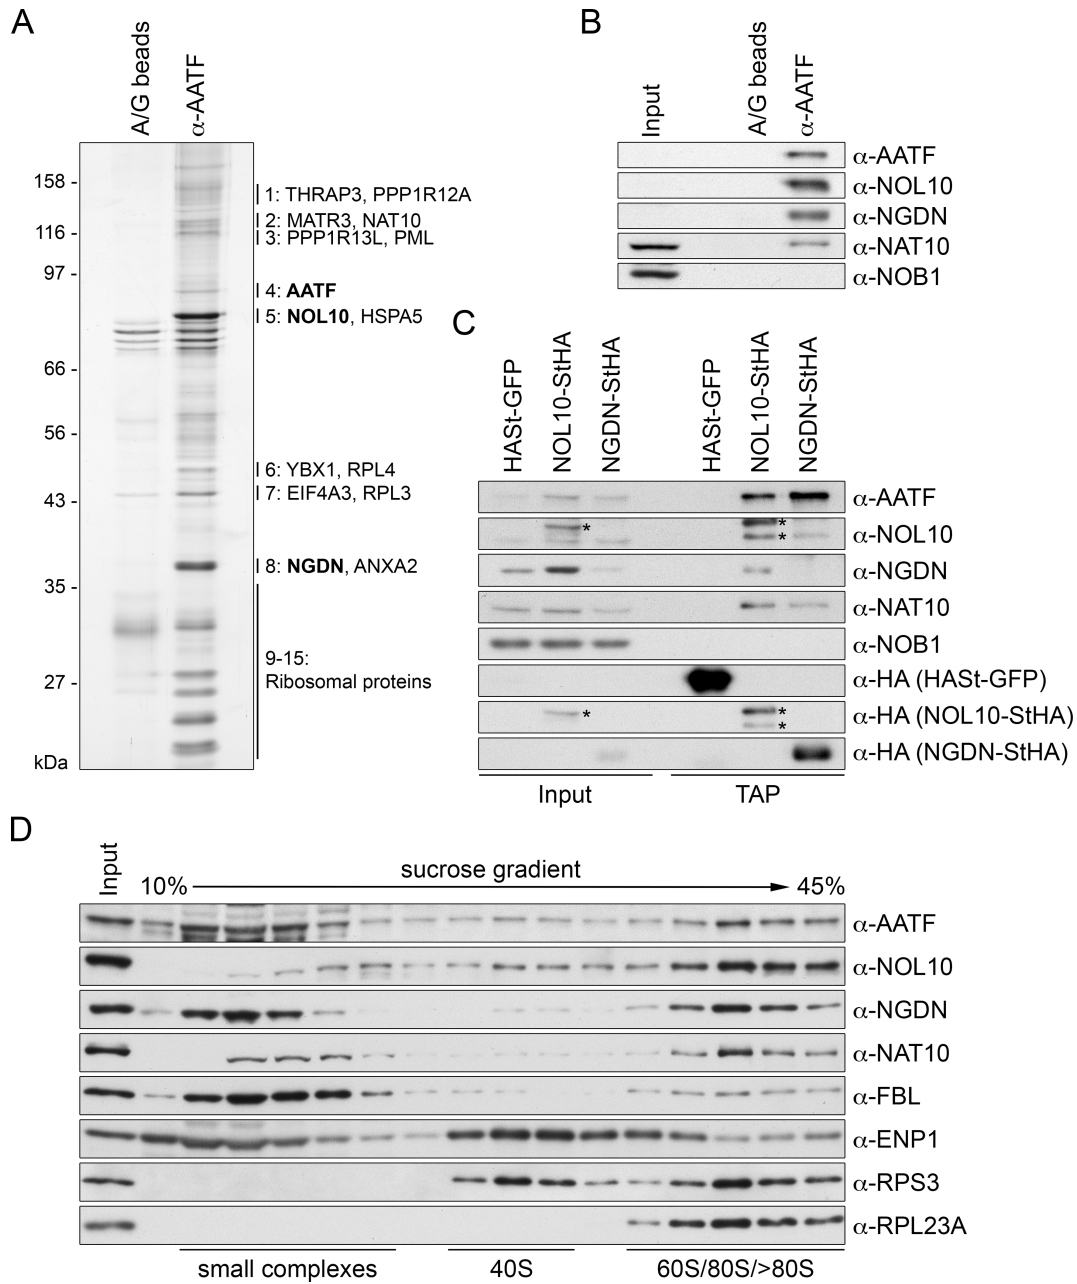 A
A/G beads
α-AATF
158 -
116 -
97 -
66 -
56 -
43 -
35 -
27 -
kDa
1: THRAP3, PPP1R12A
2: MATR3, NAT10
3: PPP1R13L, PML
4: AATF
5: NOL10, HSPA5
6: YBX1, RPL4
7: EIF4A3, RPL3
8: NGDN, ANXA2
9-15:
Ribosomal proteins
B
Input
A/G beads
α-AATF
α-AATF
α-NOL10
α-NGDN
α-NAT10
α-NOB1
C
HASt-GFP
NOL10-StHA
NGDN-StHA
HASt-GFP
NOL10-StHA
NGDN-StHA
α-AATF
* * *
α-NOL10
α-NGDN
α-NAT10
α-NOB1
α-HA (HASt-GFP)
* * *
α-HA (NOL10-StHA)
α-HA (NGDN-StHA)
Input
TAP
D
Input
sucrose gradient
10%
45%
α-AATF
α-NOL10
α-NGDN
α-NAT10
α-FBL
α-ENP1
α-RPS3
α-RPL23A
small complexes
40S
60S/80S/>80S